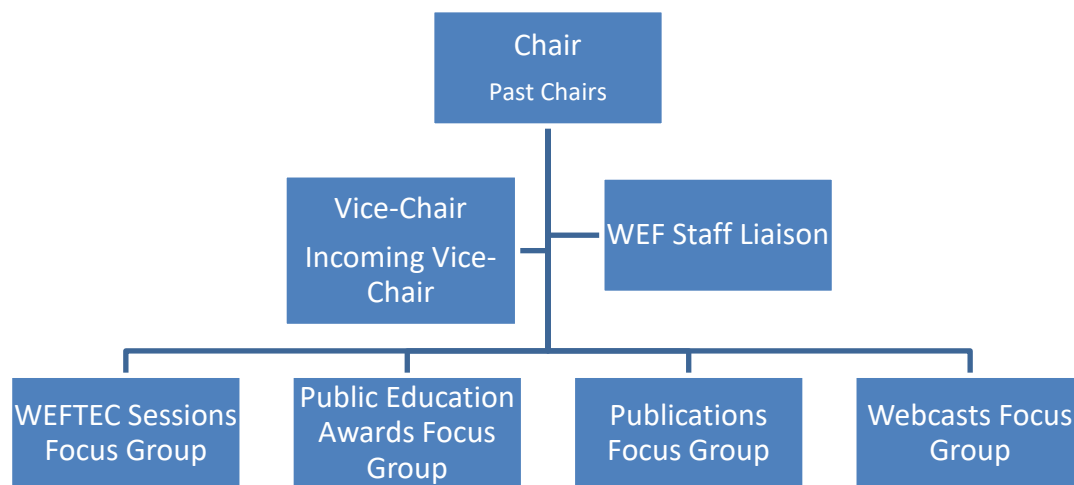 Chair
Past Chairs
Vice-Chair
Incoming Vice-
Chair
WEF Staff Liaison
WEFTEC Sessions
Focus Group
Public Education
Awards Focus
Group
Publications
Focus Group
Webcasts Focus
Group